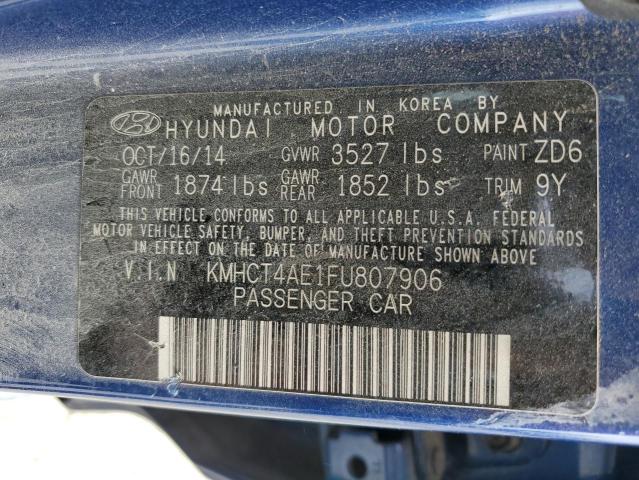 MANUFACTURED IN KOREA BY
HYUNDAI MOTOR COMPANY
OCT/16/14 GVWR 3527 lbs PAINT ZD6
GAWR FRONT 1874 lbs GAWR REAR 1852 lbs TRIM 9Y
THIS VEHICLE CONFORMS TO ALL APPLICABLE U.S.A. FEDERAL
MOTOR VEHICLE SAFETY, BUMPER, AND THEFT PREVENTION STANDARDS
IN EFFECT ON THE DATE OF MANUFACTURE SHOWN ABOVE
V.I.N KMHCT4AE1FU807906
PASSENGER CAR